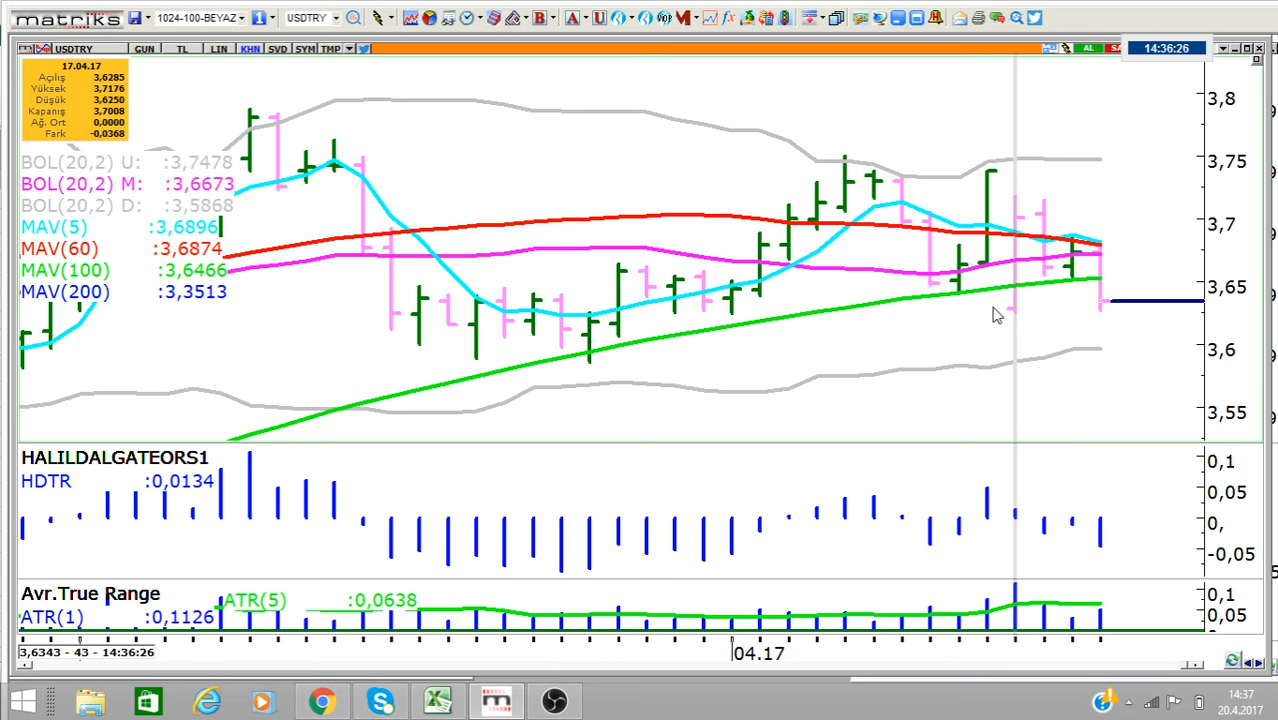 matriks 1024-100-BEYAZ 1 USDTRY
USDTRY GUN TL LIN KHN SVD SYM TMP AL SA 14:36:26
17.04.17
Açılış 3,6285
Yüksek 3,7176
Düşük 3,6250
Kapanış 3,7008
Ağ. Ort 0,0000
Fark -0,0368
BOL(20,2) U: :3,7478
BOL(20,2) M: :3,6673
BOL(20,2) D: :3,5868
MAV(5) :3,6896
MAV(60) :3,6874
MAV(100) :3,6466
MAV(200) :3,3513
3,8
3,75
3,7
3,65
3,6
3,55
HALILDALGATEORS1
HDTR :0,0134
0,1
0,05
0,
-0,05
Avr.True Range
ATR(5) :0,0638
ATR(1) :0,1126
0,1
0,05
3,6343 - 43 - 14:36:26
04.17
14:37
20.4.2017